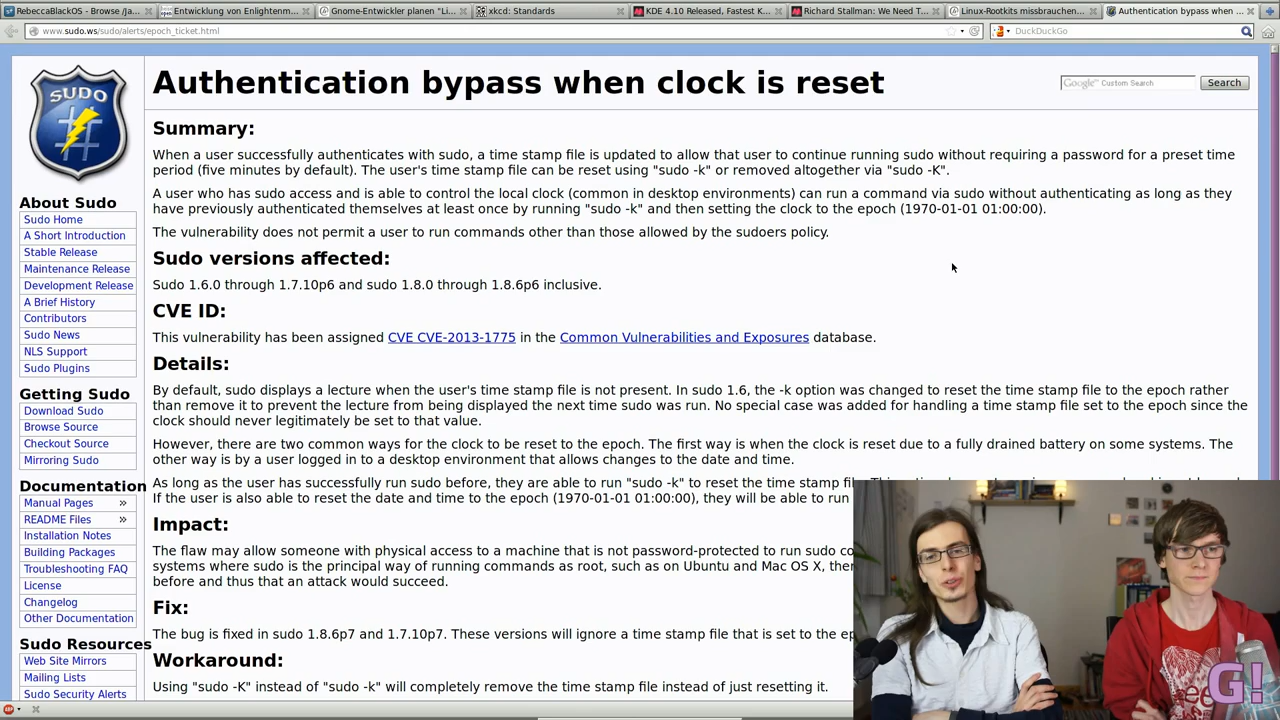 RebeccaBlackOS - Browse /Ja...
Entwicklung von Enlightenm...
Gnome-Entwickler planen "Li...
xkcd: Standards
KDE 4.10 Released, Fastest K...
Richard Stallman: We Need T...
Linux-Rootkits missbrauchen...
Authentication bypass when ...
www.sudo.ws/sudo/alerts/epoch_ticket.html
DuckDuckGo
SUDO
#
Authentication bypass when clock is reset
Google™ Custom Search
Search
Summary:
When a user successfully authenticates with sudo, a time stamp file is updated to allow that user to continue running sudo without requiring a password for a preset time
period (five minutes by default). The user's time stamp file can be reset using "sudo -k" or removed altogether via "sudo -K".
A user who has sudo access and is able to control the local clock (common in desktop environments) can run a command via sudo without authenticating as long as they
have previously authenticated themselves at least once by running "sudo -k" and then setting the clock to the epoch (1970-01-01 01:00:00).
The vulnerability does not permit a user to run commands other than those allowed by the sudoers policy.
Sudo versions affected:
Sudo 1.6.0 through 1.7.10p6 and sudo 1.8.0 through 1.8.6p6 inclusive.
CVE ID:
This vulnerability has been assigned CVE CVE-2013-1775 in the Common Vulnerabilities and Exposures database.
Details:
By default, sudo displays a lecture when the user's time stamp file is not present. In sudo 1.6, the -k option was changed to reset the time stamp file to the epoch rather
than remove it to prevent the lecture from being displayed the next time sudo was run. No special case was added for handling a time stamp file set to the epoch since the
clock should never legitimately be set to that value.
However, there are two common ways for the clock to be reset to the epoch. The first way is when the clock is reset due to a fully drained battery on some systems. The
other way is by a user logged in to a desktop environment that allows changes to the date and time.
As long as the user has successfully run sudo before, they are able to run "sudo -k" to reset the time stamp
If the user is also able to reset the date and time to the epoch (1970-01-01 01:00:00), they will be able to run
Impact:
The flaw may allow someone with physical access to a machine that is not password-protected to run sudo co
systems where sudo is the principal way of running commands as root, such as on Ubuntu and Mac OS X, ther
before and thus that an attack would succeed.
Fix:
The bug is fixed in sudo 1.8.6p7 and 1.7.10p7. These versions will ignore a time stamp file that is set to the ep
Workaround:
Using "sudo -K" instead of "sudo -k" will completely remove the time stamp file instead of just resetting it.
About Sudo
Sudo Home
A Short Introduction
Stable Release
Maintenance Release
Development Release
A Brief History
Contributors
Sudo News
NLS Support
Sudo Plugins
Getting Sudo
Download Sudo
Browse Source
Checkout Source
Mirroring Sudo
Documentation
Manual Pages »
README Files »
Installation Notes
Building Packages
Troubleshooting FAQ
License
Changelog
Other Documentation
Sudo Resources
Web Site Mirrors
Mailing Lists
Sudo Security Alerts
G!